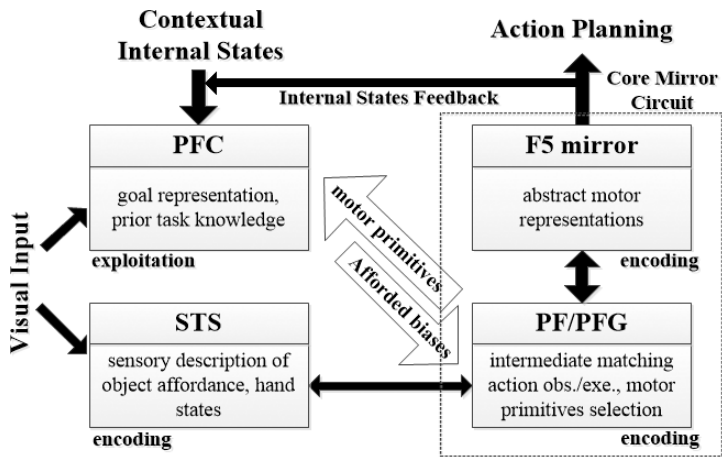 Contextual
Internal States
Action Planning
Internal States Feedback
Core Mirror
Circuit
PFC
goal representation,
prior task knowledge
exploitation
F5 mirror
abstract motor
representations
encoding
Visual Input
motor primitives
Afforded biases
STS
sensory description of
object affordance, hand
states
encoding
PF/PFG
intermediate matching
action obs./exe., motor
primitives selection
encoding